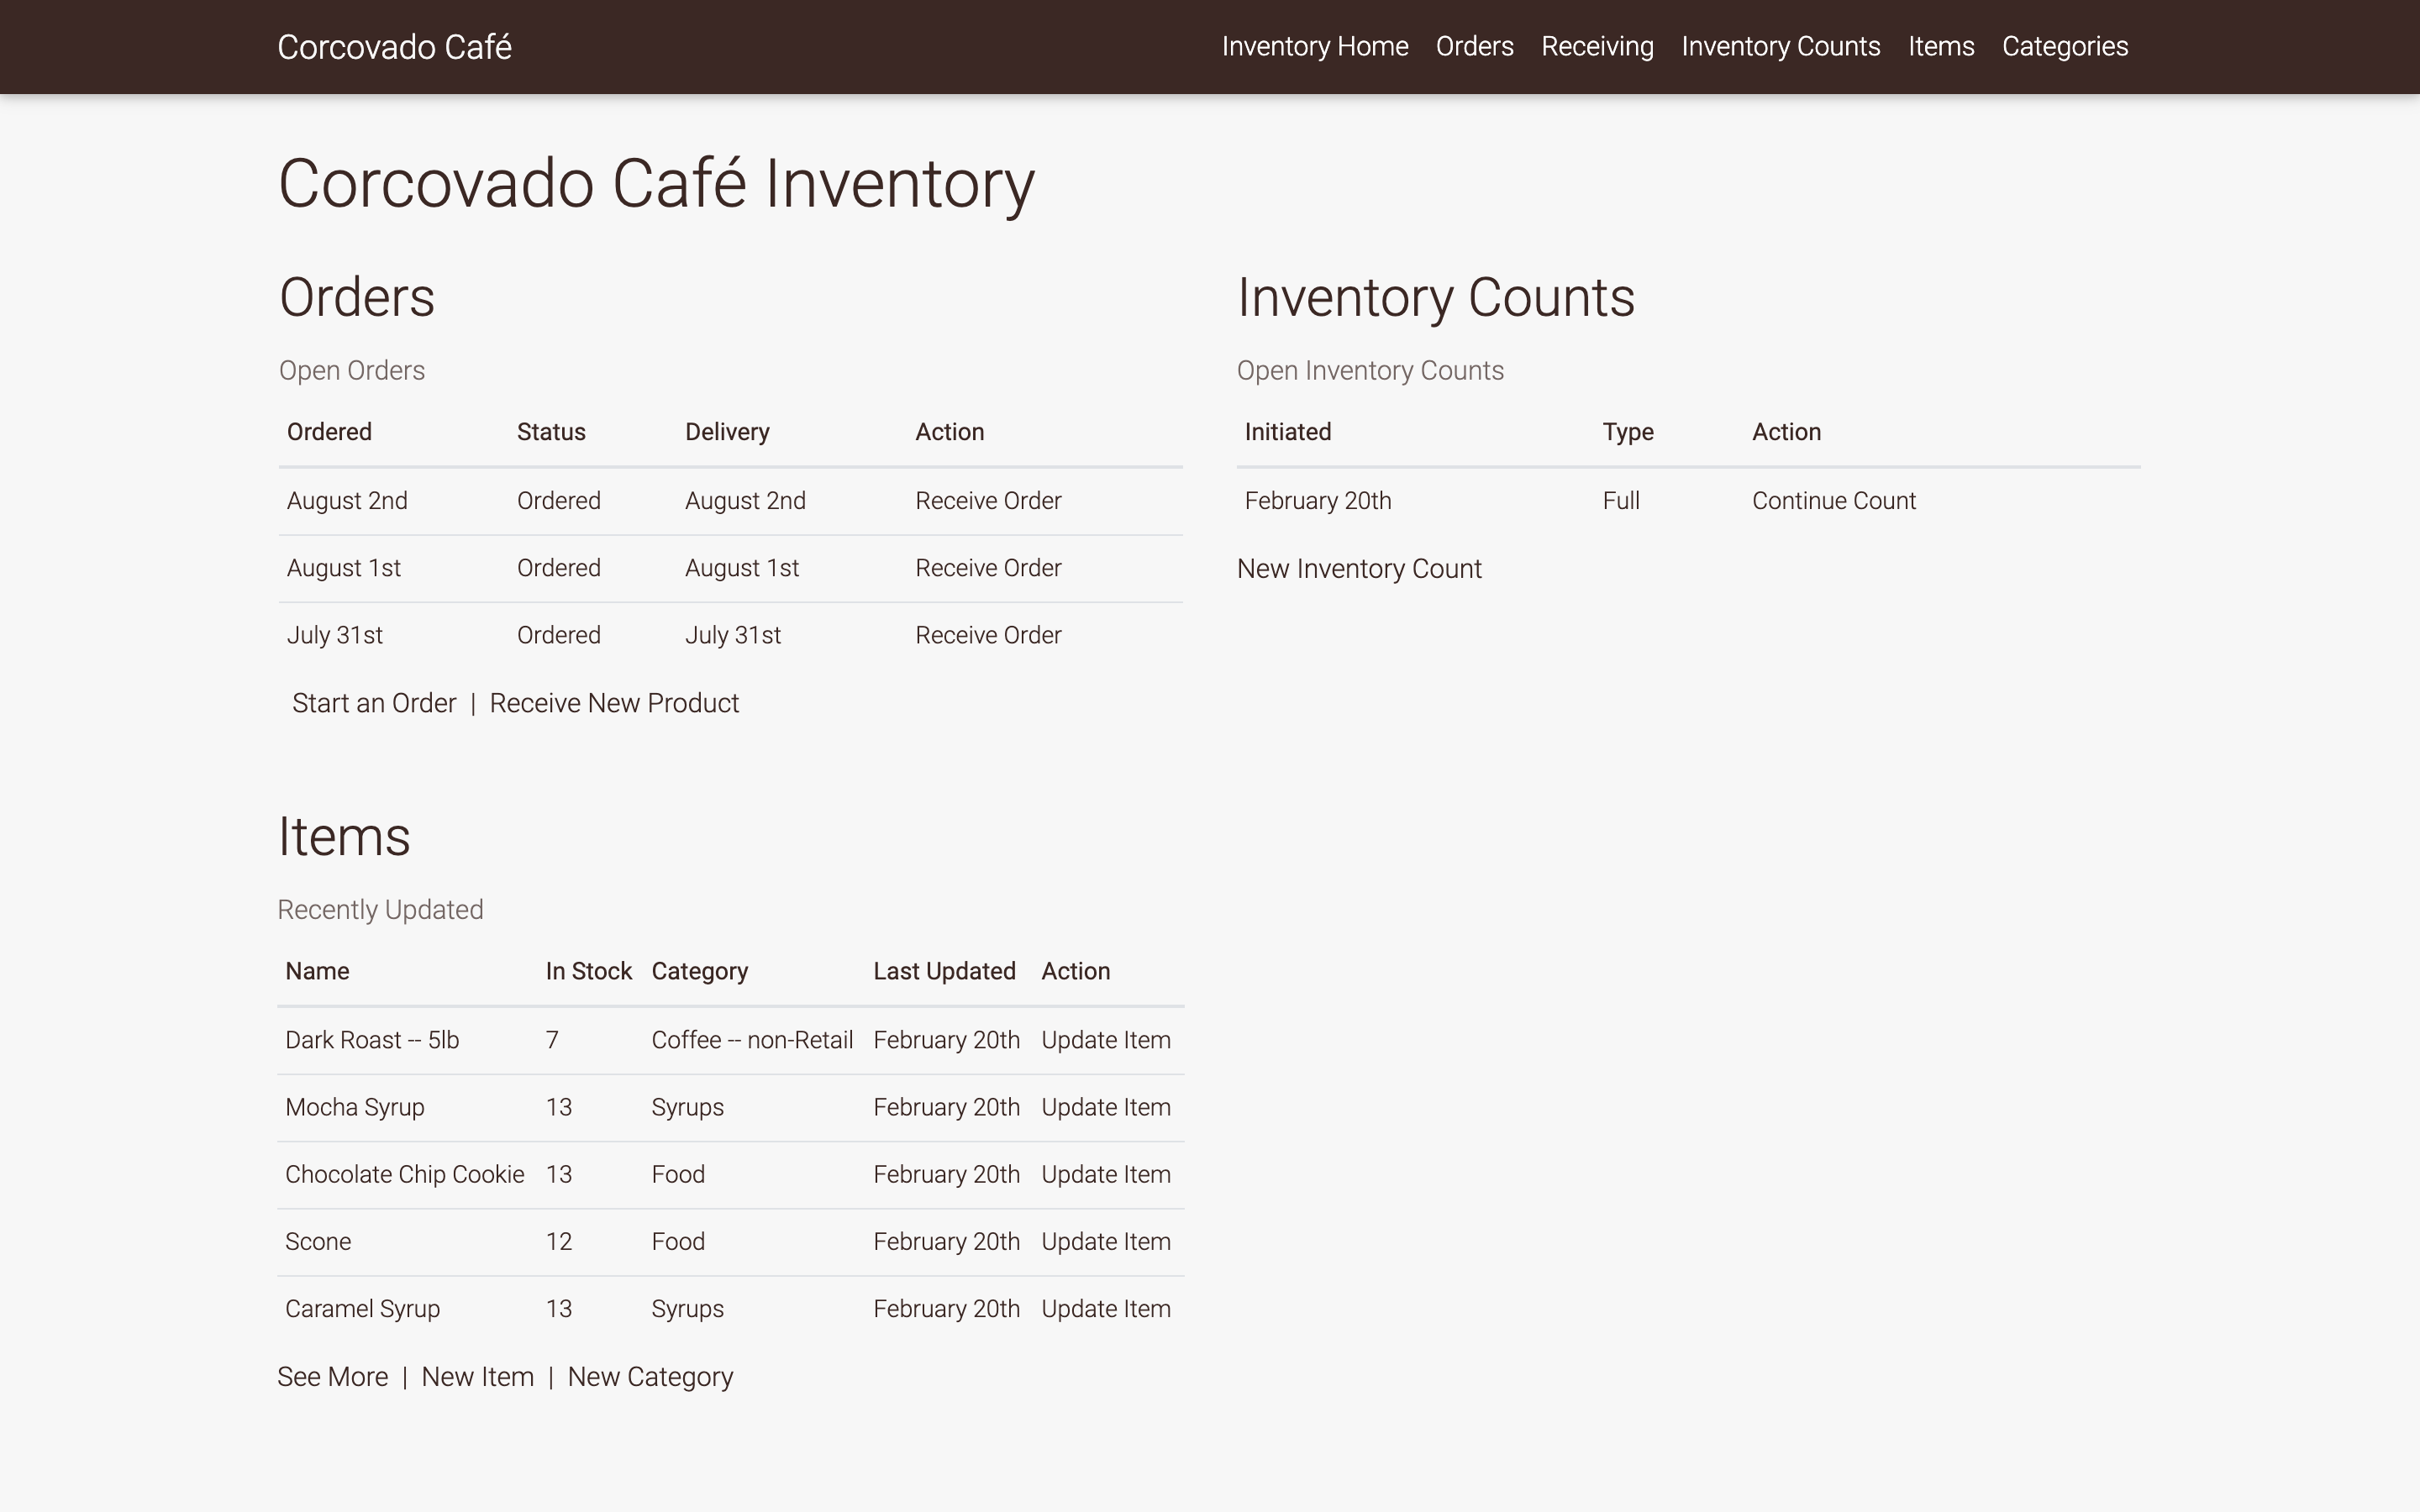 Corcovado Café Inventory Home Orders Receiving Inventory Counts Items Categories
Corcovado Café Inventory
Orders
Open Orders
Ordered Status Delivery Action
August 2nd Ordered August 2nd Receive Order
August 1st Ordered August 1st Receive Order
July 31st Ordered July 31st Receive Order
Start an Order | Receive New Product
Inventory Counts
Open Inventory Counts
Initiated Type Action
February 20th Full Continue Count
New Inventory Count
Items
Recently Updated
Name In Stock Category Last Updated Action
Dark Roast -- 5lb 7 Coffee -- non-Retail February 20th Update Item
Mocha Syrup 13 Syrups February 20th Update Item
Chocolate Chip Cookie 13 Food February 20th Update Item
Scone 12 Food February 20th Update Item
Caramel Syrup 13 Syrups February 20th Update Item
See More | New Item | New Category